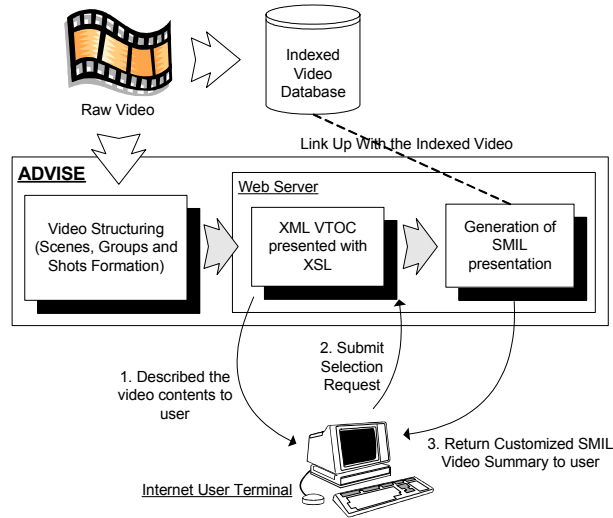 Indexed
Video
Database
Raw Video
Link Up With the Indexed Video
ADVISE
Web Server
Video Structuring
(Scenes, Groups and
Shots Formation)
XML VTOC
presented with
XSL
Generation of
SMIL
presentation
1. Described the
video contents to
user
2. Submit
Selection
Request
3. Return Customized SMIL
Video Summary to user
Internet User Terminal